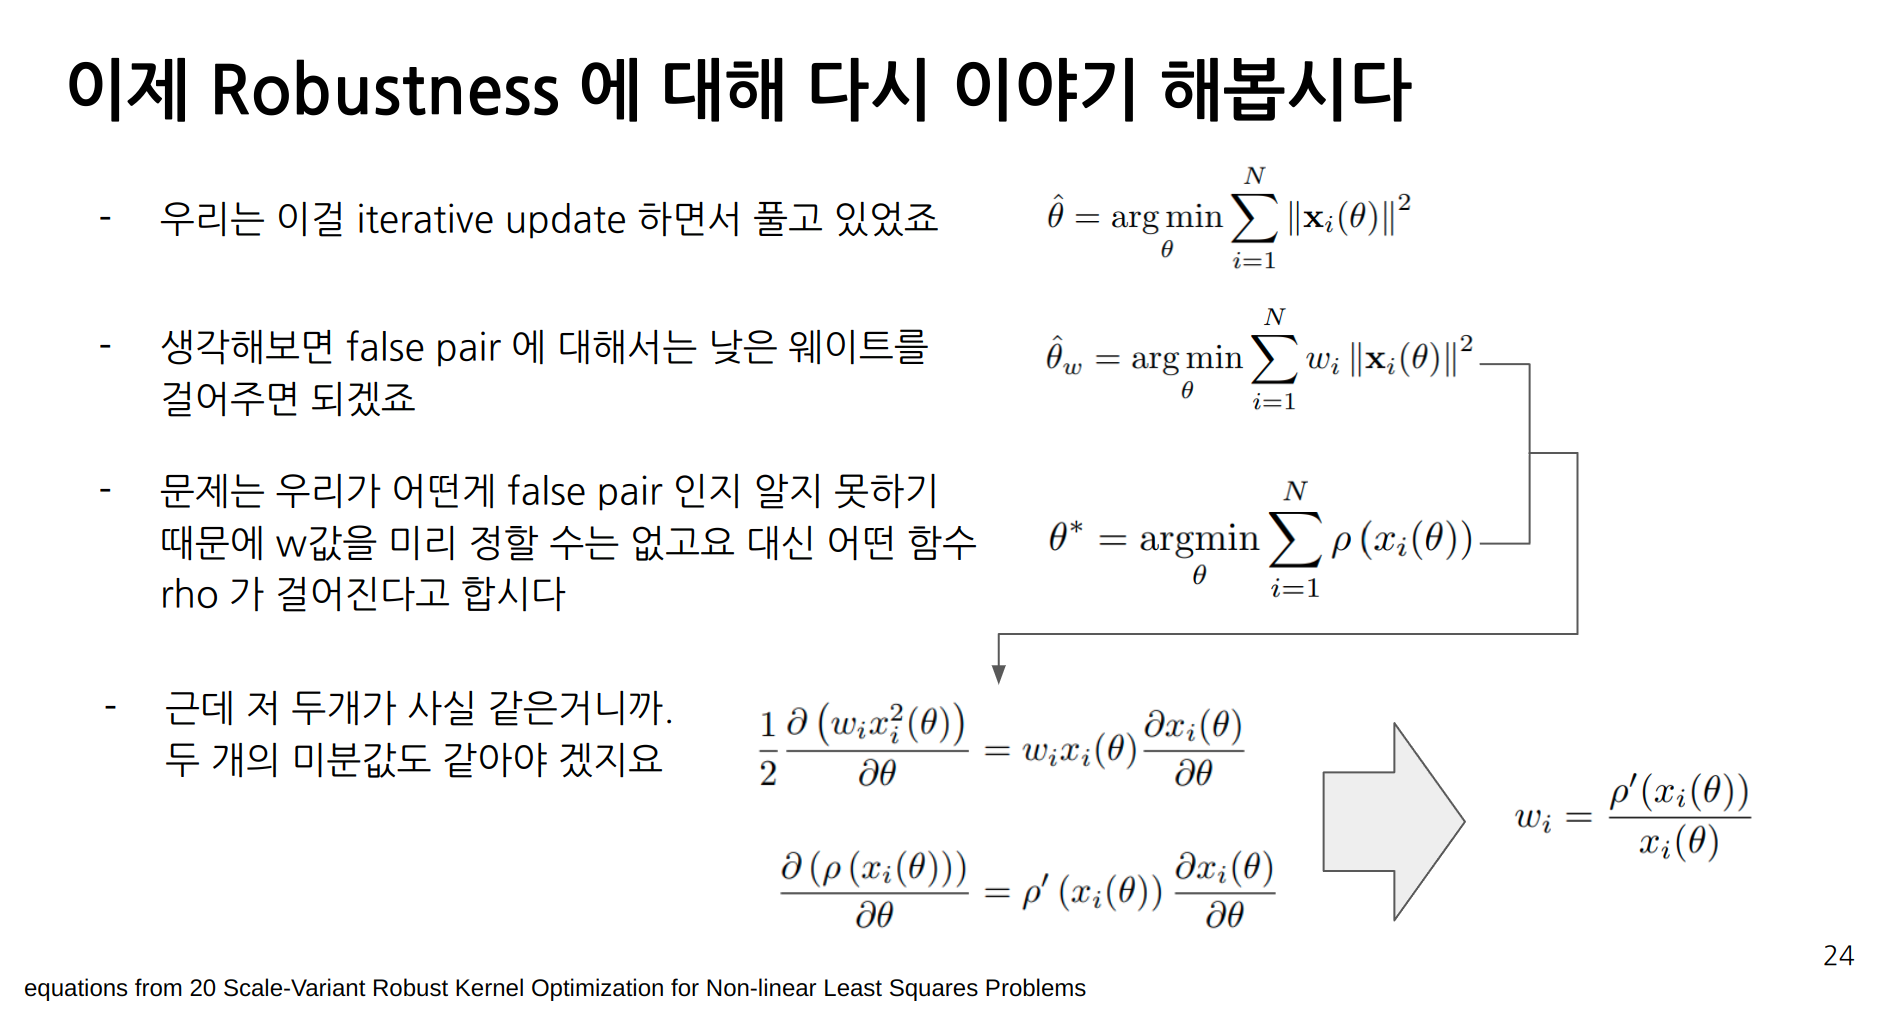 이제 Robustness 에 대해 다시 이야기 해봅시다
- 우리는 이걸 iterative update 하면서 풀고 있었죠
$\hat{\theta} = \underset{\theta}{\arg\min} \sum_{i=1}^{N} \|\mathbf{x}_i(\theta)\|^2$
- 생각해보면 false pair 에 대해서는 낮은 웨이트를
걸어주면 되겠죠
$\hat{\theta}_w = \underset{\theta}{\arg\min} \sum_{i=1}^{N} w_i \|\mathbf{x}_i(\theta)\|^2$
- 문제는 우리가 어떤게 false pair 인지 알지 못하기
때문에 w값을 미리 정할 수는 없고요 대신 어떤 함수
rho 가 걸어진다고 합시다
$\theta^* = \underset{\theta}{\operatorname{argmin}} \sum_{i=1}^{N} \rho(x_i(\theta))$
- 근데 저 두개가 사실 같은거니까.
두 개의 미분값도 같아야 겠지요
$\frac{1}{2} \frac{\partial (w_i x_i^2(\theta))}{\partial \theta} = w_i x_i(\theta) \frac{\partial x_i(\theta)}{\partial \theta}$
$\frac{\partial (\rho(x_i(\theta)))}{\partial \theta} = \rho'(x_i(\theta)) \frac{\partial x_i(\theta)}{\partial \theta}$
$w_i = \frac{\rho'(x_i(\theta))}{x_i(\theta)}$
24
equations from 20 Scale-Variant Robust Kernel Optimization for Non-linear Least Squares Problems